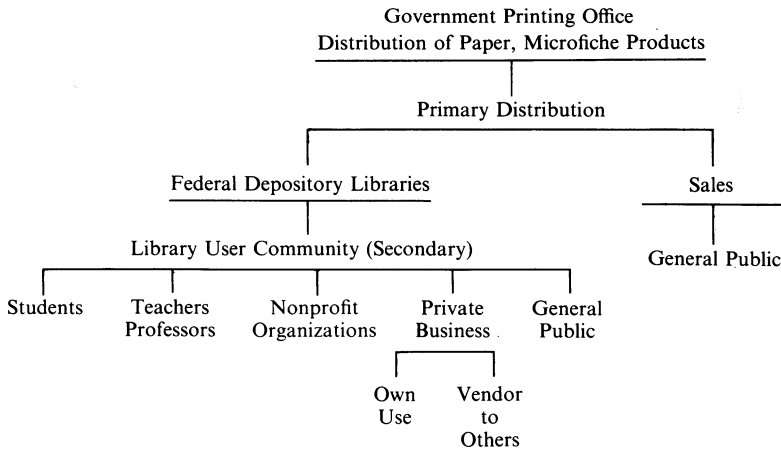 Government Printing Office
Distribution of Paper, Microfiche Products
Primary Distribution
Federal Depository Libraries
Sales
Library User Community (Secondary)
General Public
Students
Teachers
Professors
Nonprofit
Organizations
Private
Business
General
Public
Own
Use
Vendor
to
Others